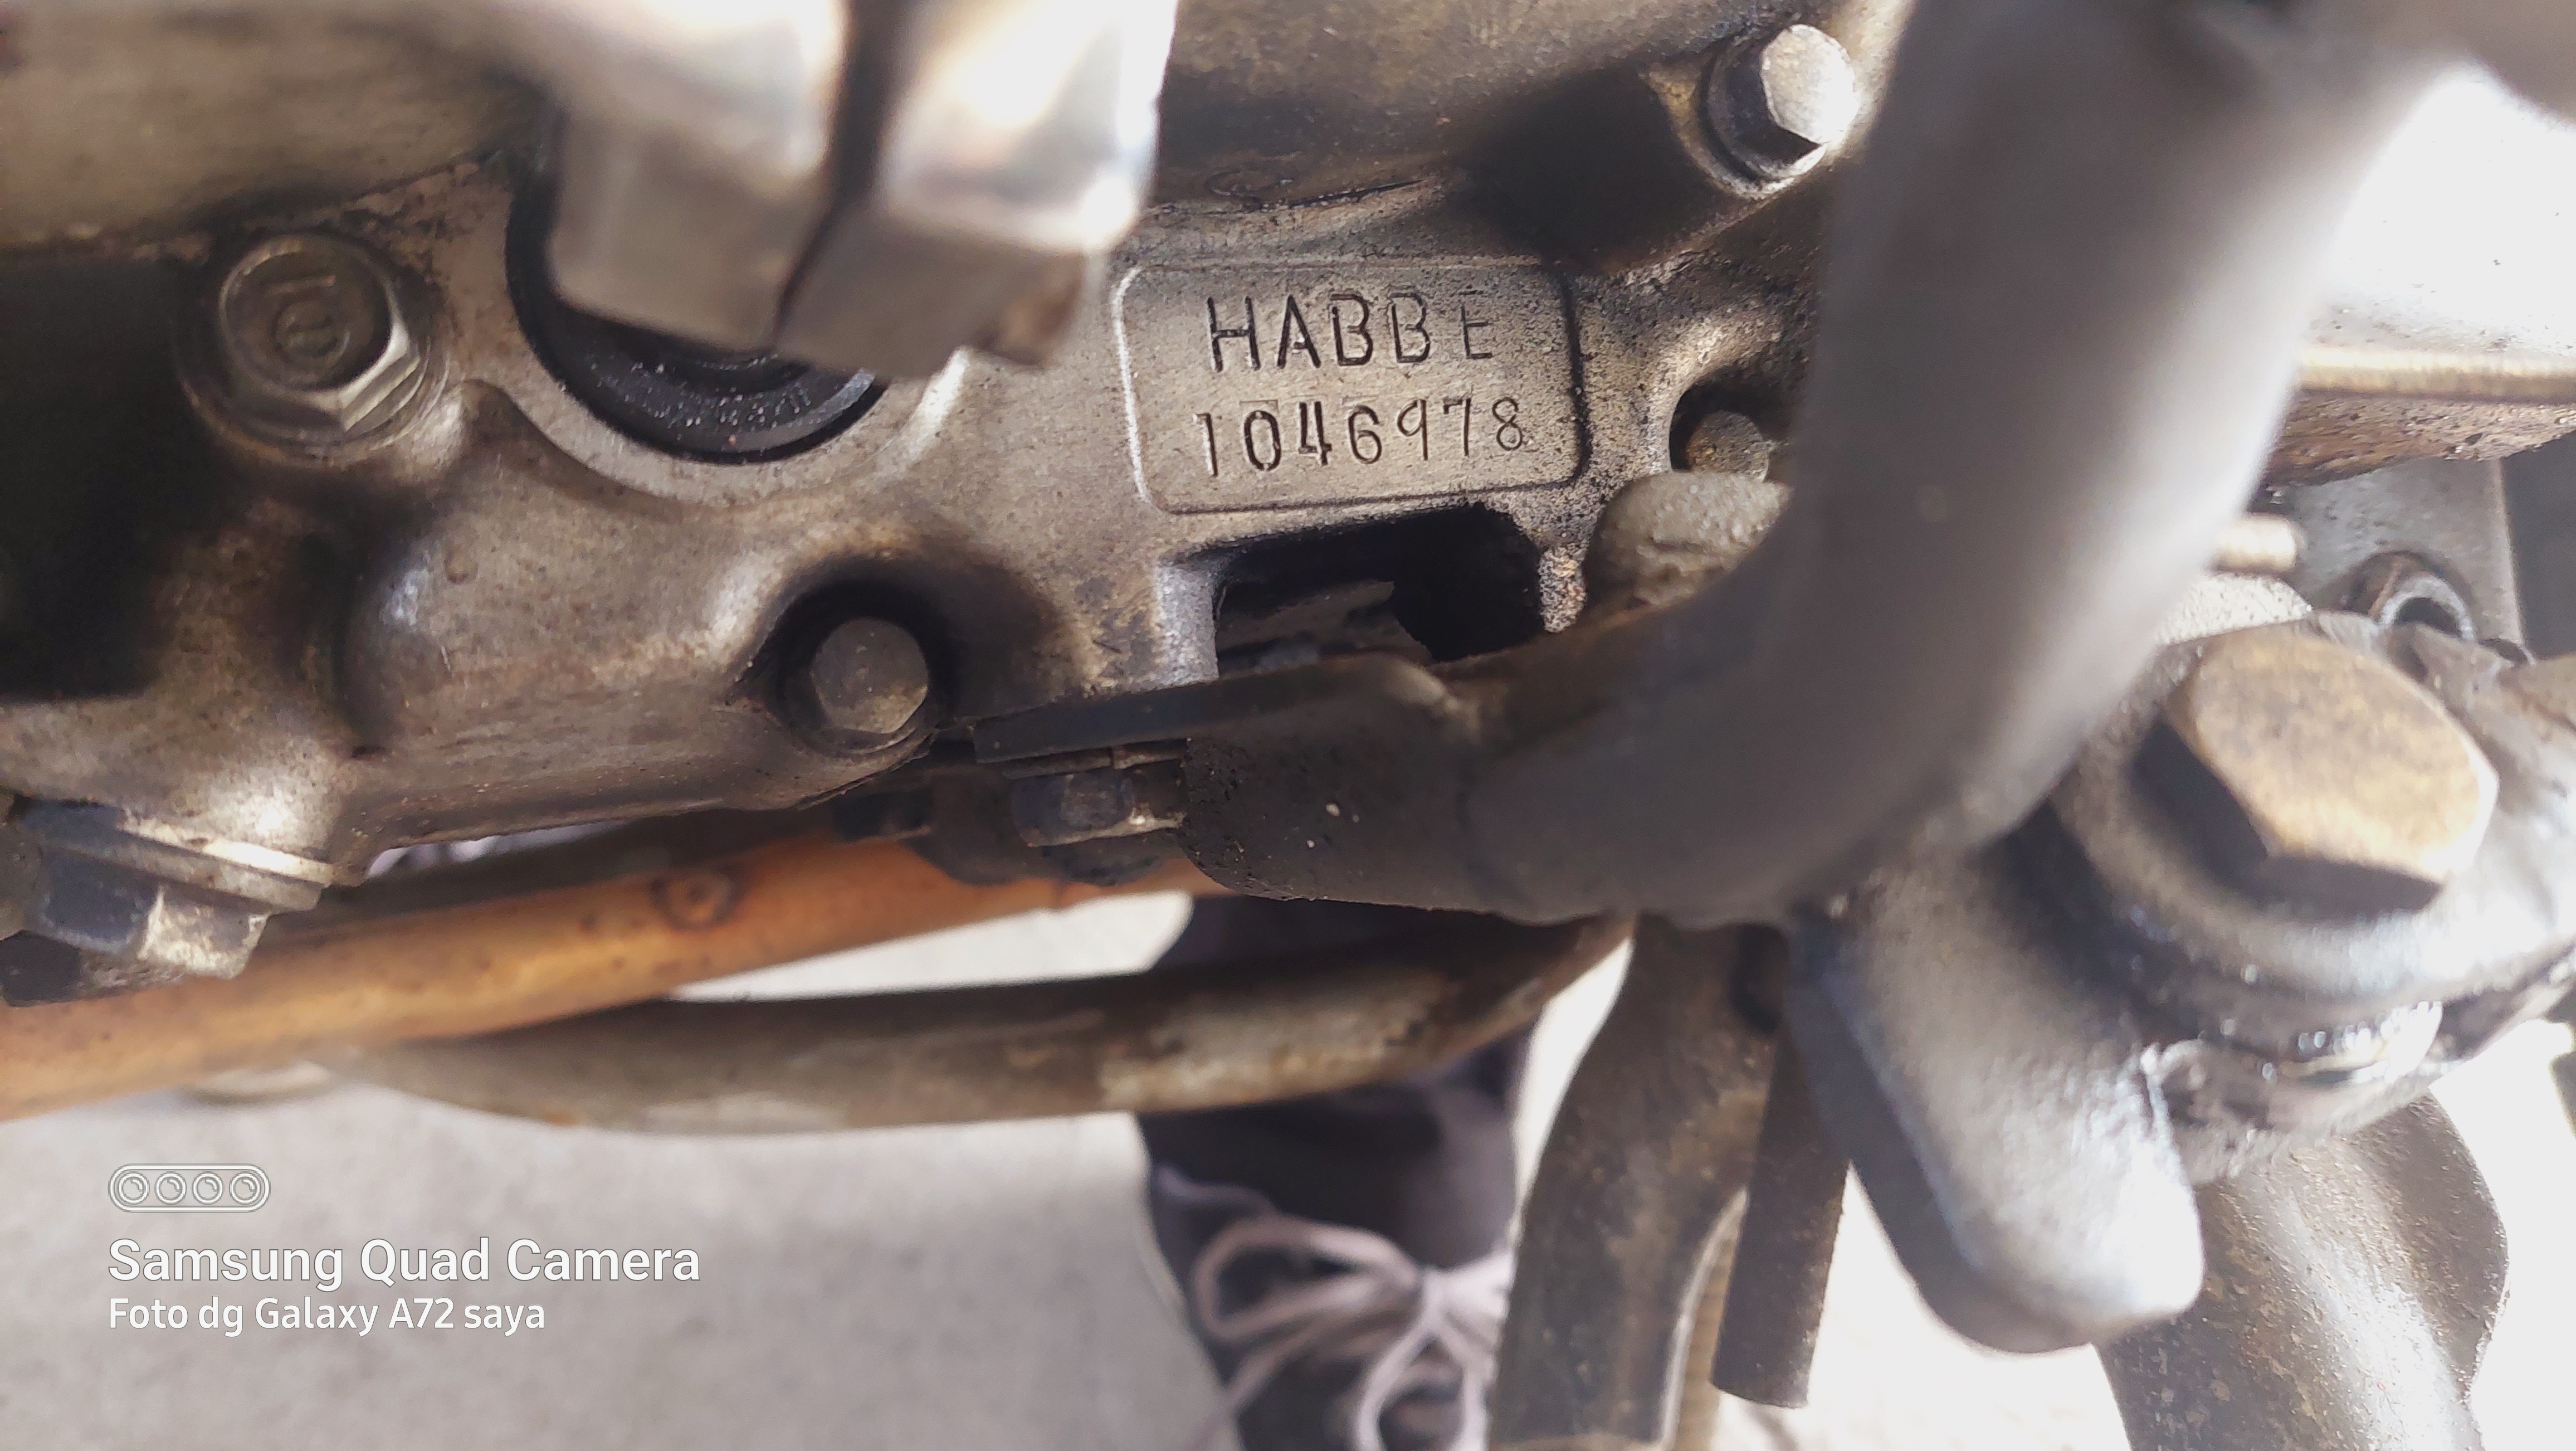 HABBE
1046978
Samsung Quad Camera
Foto dg Galaxy A72 saya